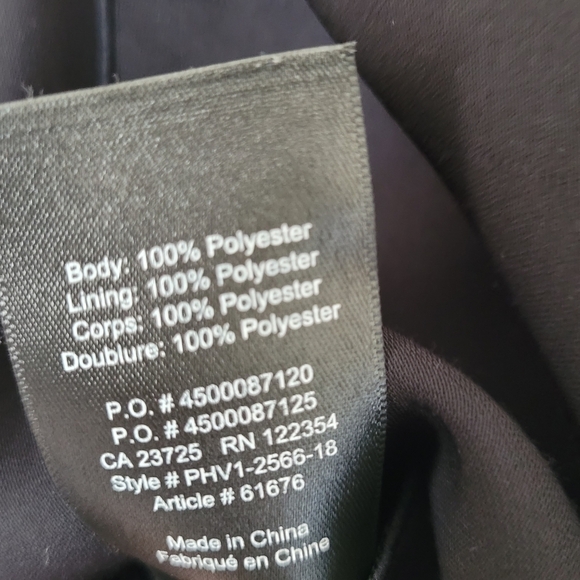 Body: 100% Polyester
Lining: 100% Polyester
Corps: 100% Polyester
Doublure: 100% Polyester
P.O. # 4500087120
P.O. # 4500087125
CA 23725 RN 122354
Style # PHV1-2566-18
Article # 61676
Made in China
Fabriqué en Chine